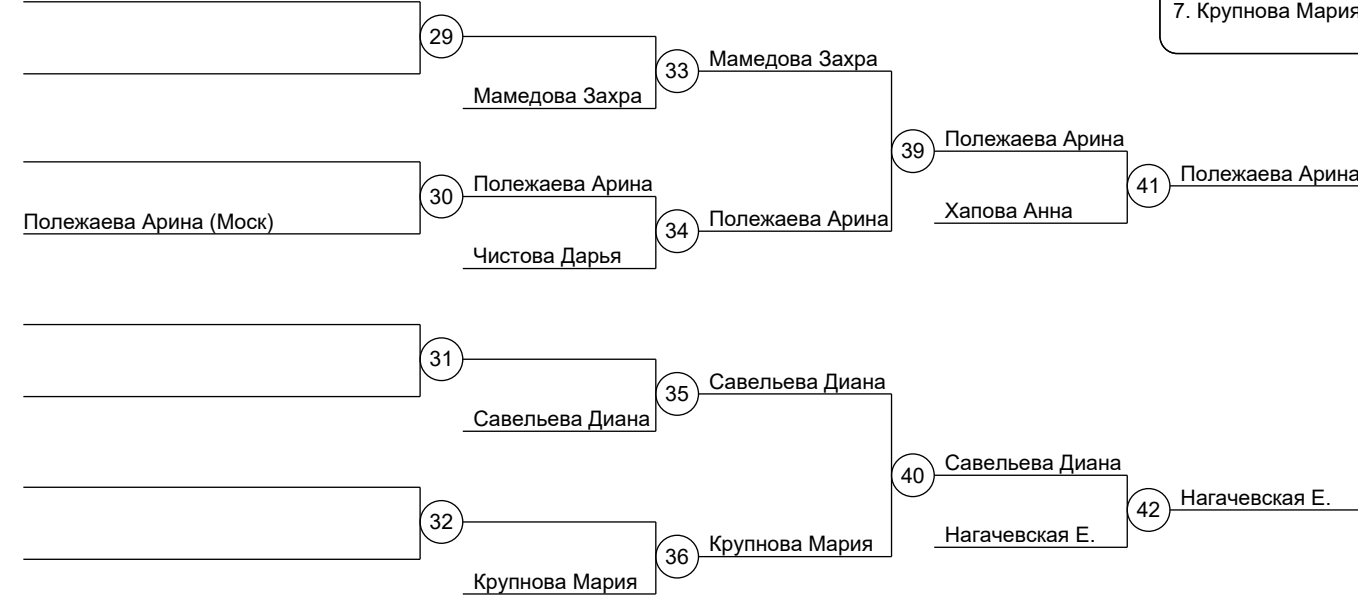 7. Крупнова Мария
29
33
Мамедова Захра
Мамедова Захра
39
Полежаева Арина
30
Полежаева Арина
41
Полежаева Арина
Полежаева Арина (Моск)
34
Полежаева Арина
Хапова Анна
Чистова Дарья
31
35
Савельева Диана
Савельева Диана
40
Савельева Диана
42
Нагачевская Е.
32
36
Крупнова Мария
Нагачевская Е.
Крупнова Мария